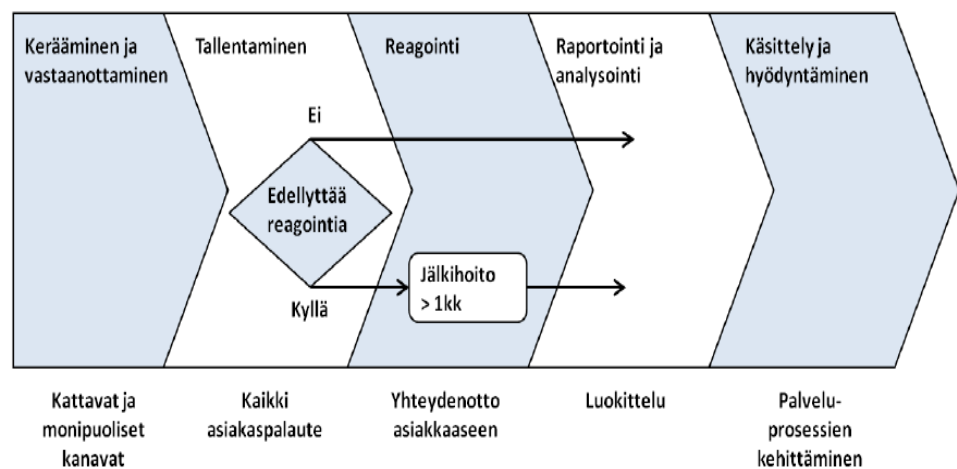 Kerääminen ja
vastaanottaminen
Tallentaminen
Reagointi
Raportointi ja
analysointi
Käsittely ja
hyödyntäminen
Ei
Edellyttää
reagointia
Kyllä
Jälkihoito
> 1kk
Kattavat ja
monipuoliset
kanavat
Kaikki
asiakaspalaute
Yhteydenotto
asiakkaaseen
Luokittelu
Palvelu-
prosessien
kehittäminen